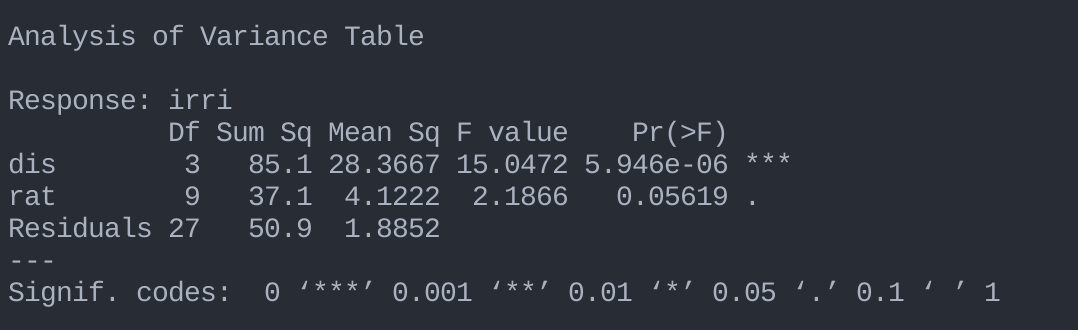 Analysis of Variance Table
Response: irri
Df Sum Sq Mean Sq F value Pr(>F)
dis 3 85.1 28.3667 15.0472 5.946e-06 ***
rat 9 37.1 4.1222 2.1866 0.05619 .
Residuals 27 50.9 1.8852
---
Signif. codes: 0 ‘***’ 0.001 ‘**’ 0.01 ‘*’ 0.05 ‘.’ 0.1 ‘ ’ 1